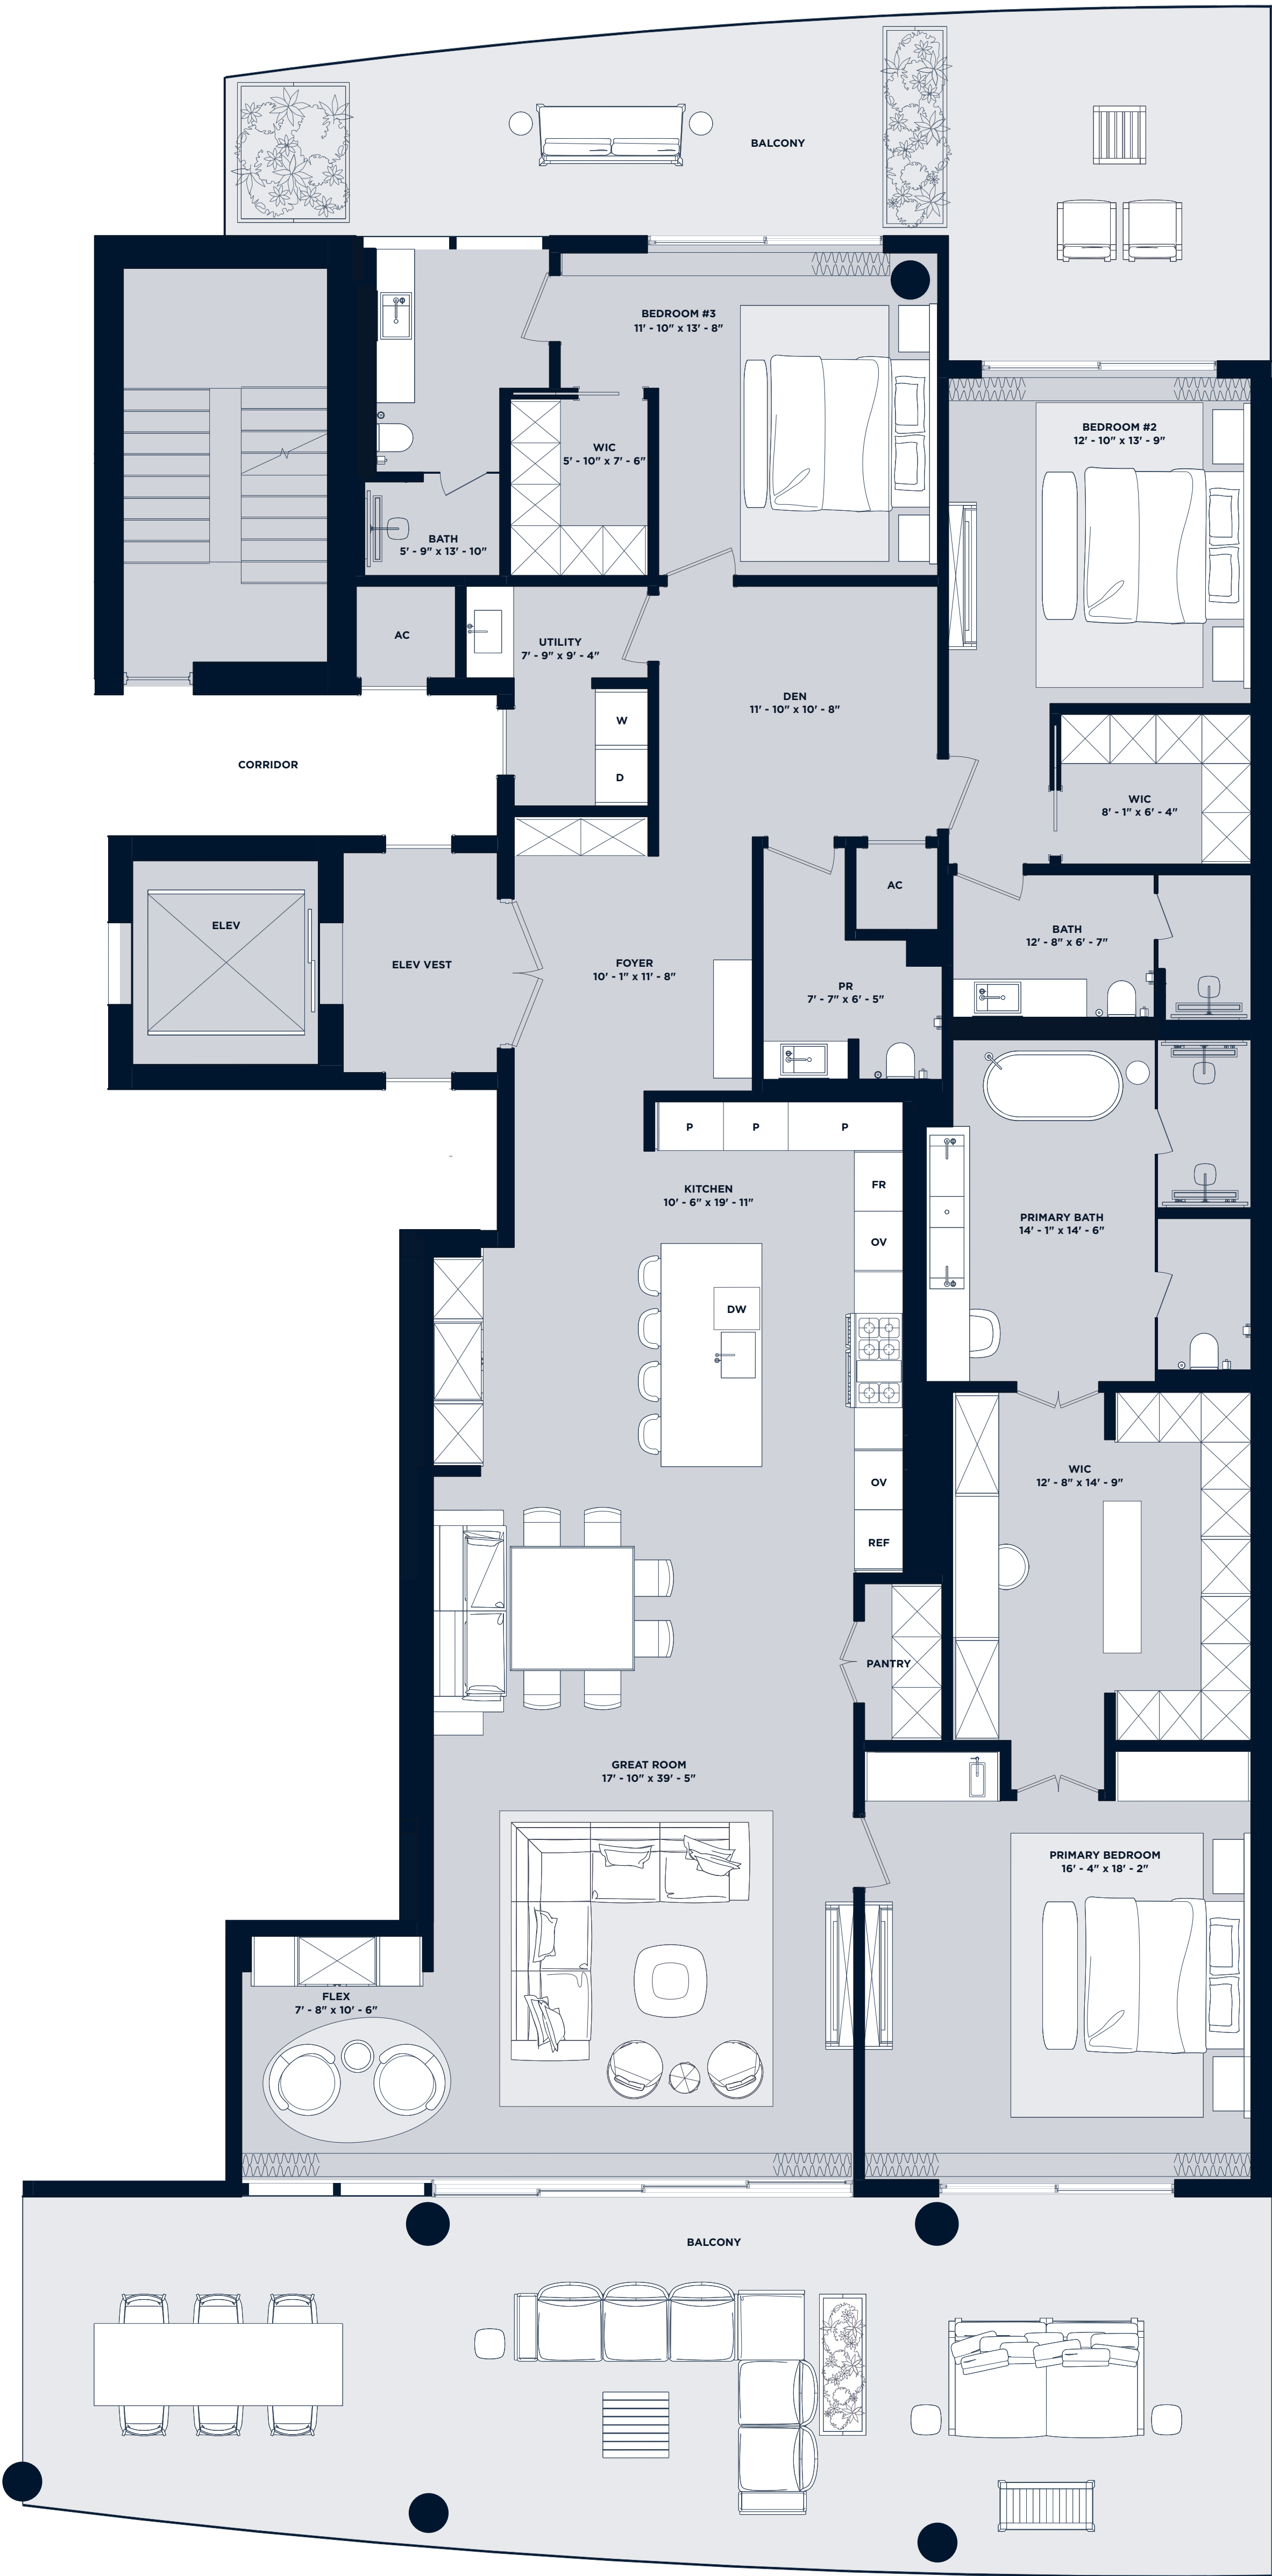 BALCONY
BEDROOM #3
11' - 10" x 13' - 8"
BEDROOM #2
12' - 10" x 13' - 9"
WIC
5' - 10" x 7' - 6"
BATH
5' - 9" x 13' - 10"
AC
UTILITY
7' - 9" x 9' - 4"
DEN
11' - 10" x 10' - 8"
W
D
CORRIDOR
WIC
8' - 1" x 6' - 4"
AC
ELEV
ELEV VEST
FOYER
10' - 1" x 11' - 8"
BATH
12' - 8" x 6' - 7"
PR
7' - 7" x 6' - 5"
P
P
P
KITCHEN
10' - 6" x 19' - 11"
FR
OV
PRIMARY BATH
14' - 1" x 14' - 6"
DW
WIC
12' - 8" x 14' - 9"
OV
REF
PANTRY
GREAT ROOM
17' - 10" x 39' - 5"
PRIMARY BEDROOM
16' - 4" x 18' - 2"
FLEX
7' - 8" x 10' - 6"
BALCONY